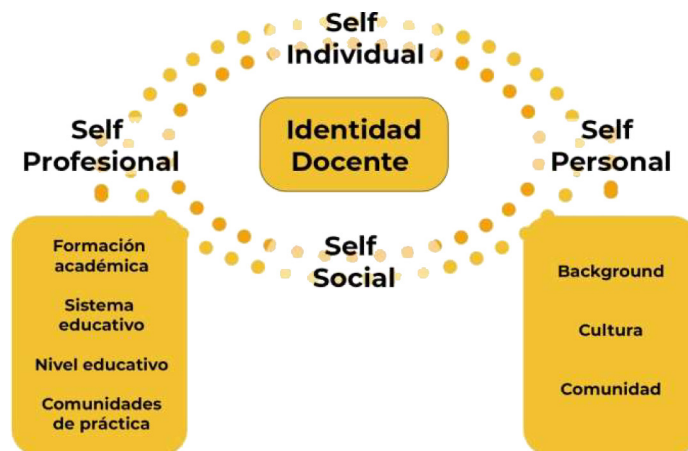 Self
Individual
Identidad
Docente
Self
Profesional
Self
Personal
Self
Social
Formación
académica
Sistema
educativo
Nivel educativo
Comunidades
de práctica
Background
Cultura
Comunidad